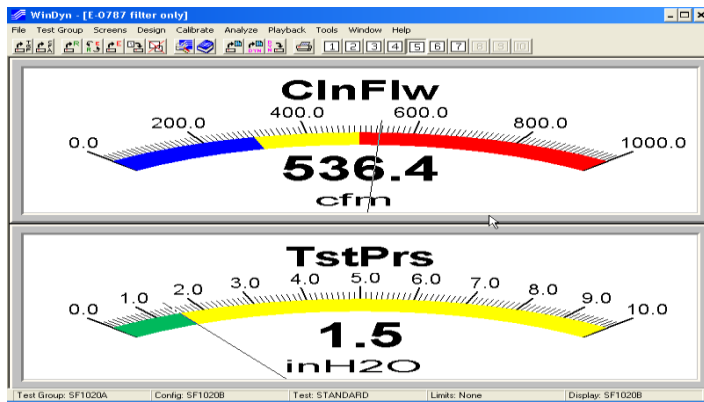 WinDyn - [E-0787 filter only]
File Test Group Screens Design Calibrate Analyze Playback Tools Window Help
1 2 3 4 5 6 7 8 9 10
ClnFlw
0.0 200.0 400.0 600.0 800.0 1000.0
536.4
cfm
TstPrs
0.0 1.0 2.0 3.0 4.0 5.0 6.0 7.0 8.0 9.0 10.0
1.5
inH2O
Test Group: SF1020A Config: SF1020B Test: STANDARD Limits: None Display: SF1020B